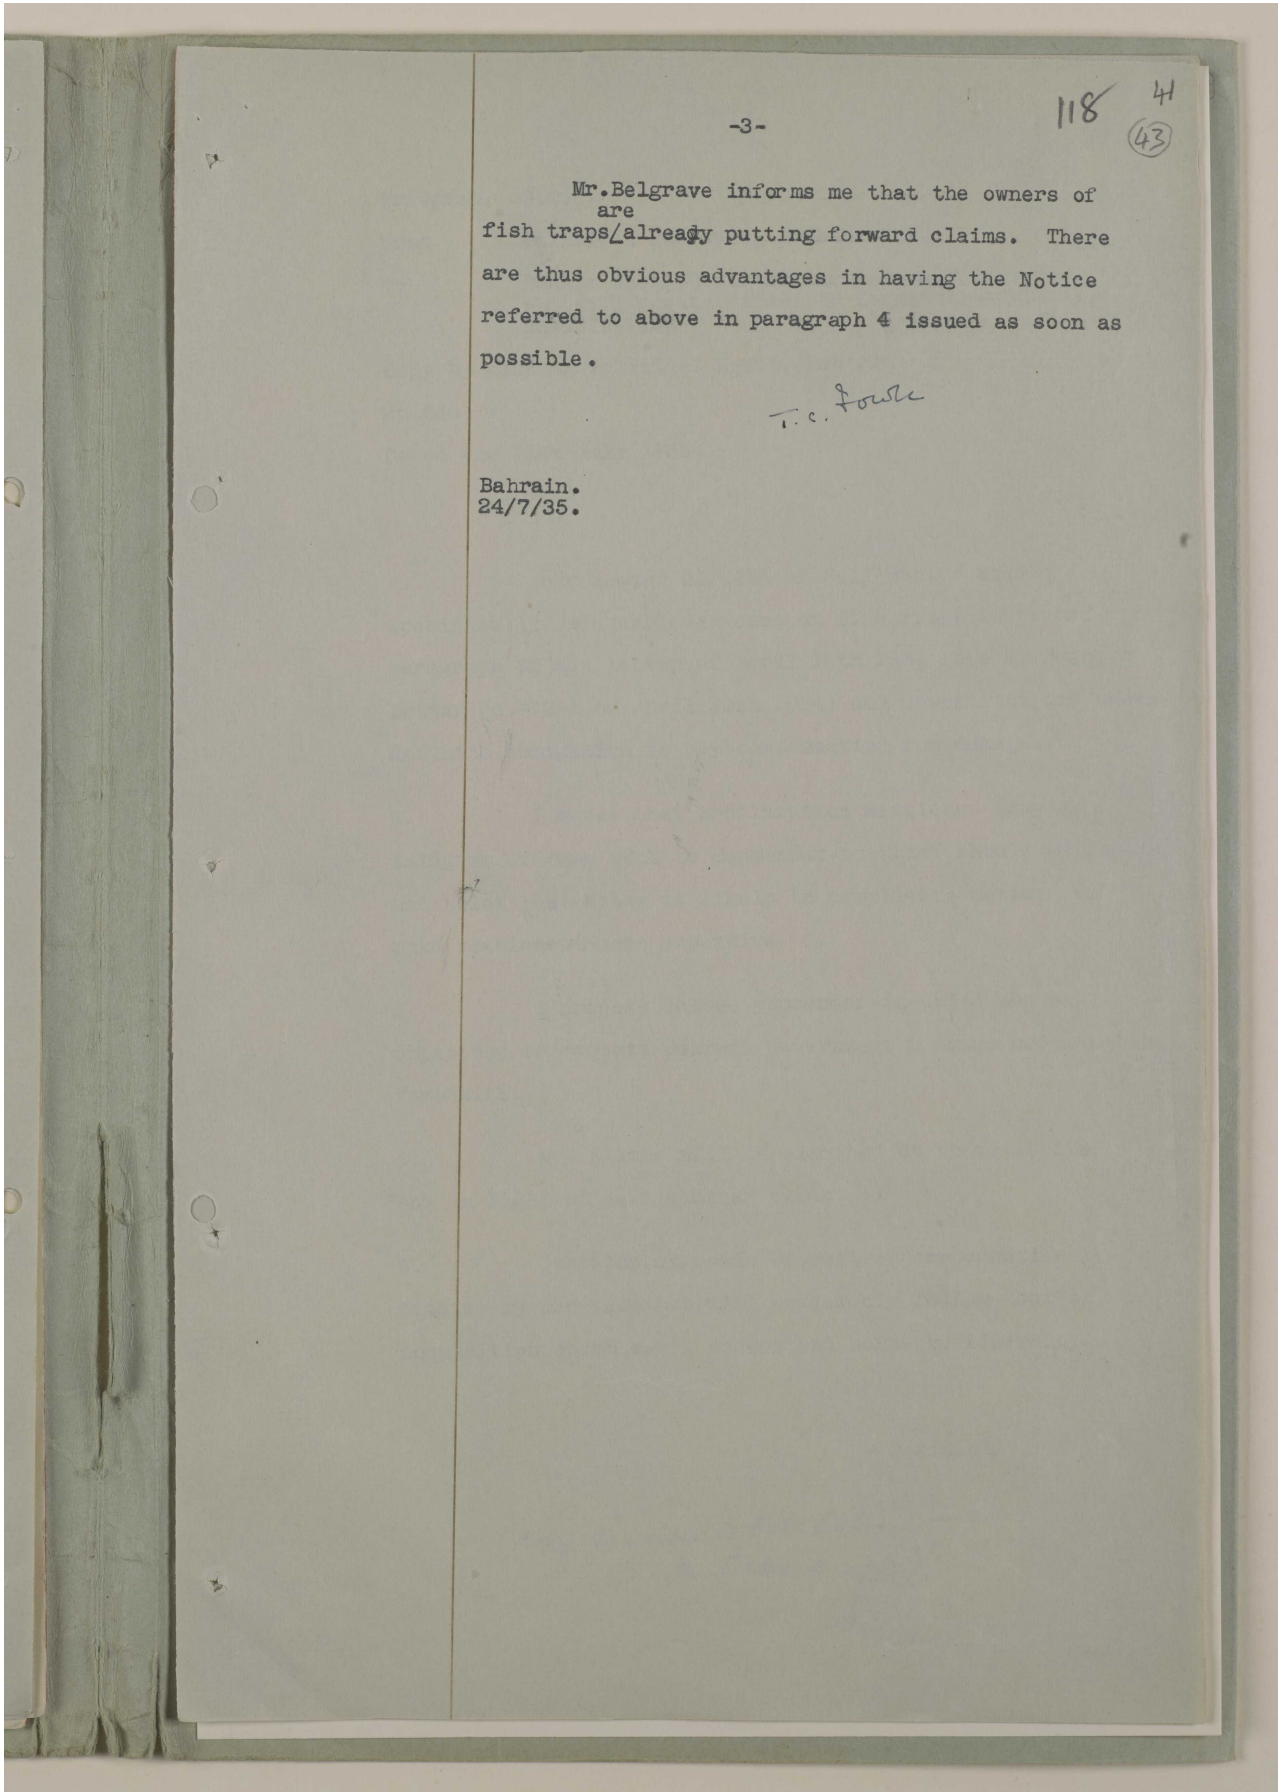 118
41
43
-3-
Mr.Belgrave informs me that the owners of
are
fish traps/already putting forward claims. There
are thus obvious advantages in having the Notice
referred to above in paragraph 4 issued as soon as
possible.
T. C. Fowle
Bahrain.
24/7/35.